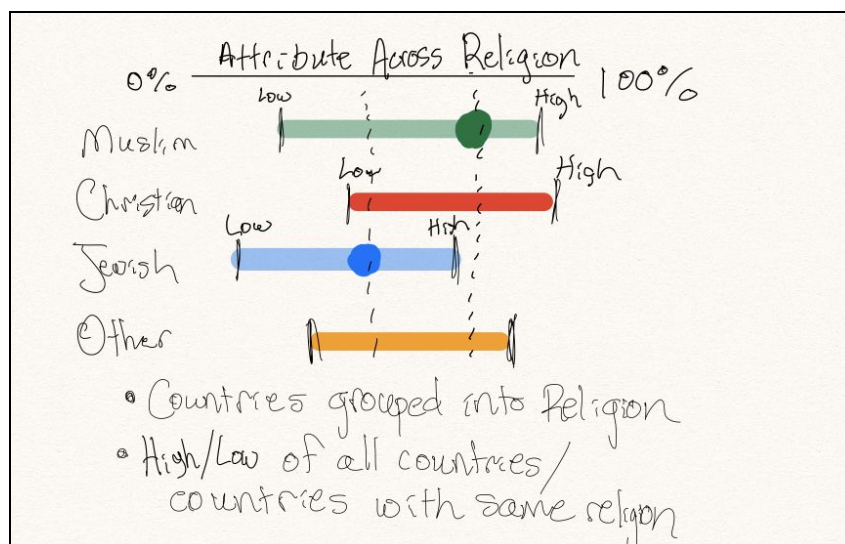 Attribute Across Religion
0% 100%
Low High
Muslim
Low High
Christian
Low High
Jewish
Other
• Countries grouped into Religion
• High/Low of all countries/
countries with same religon